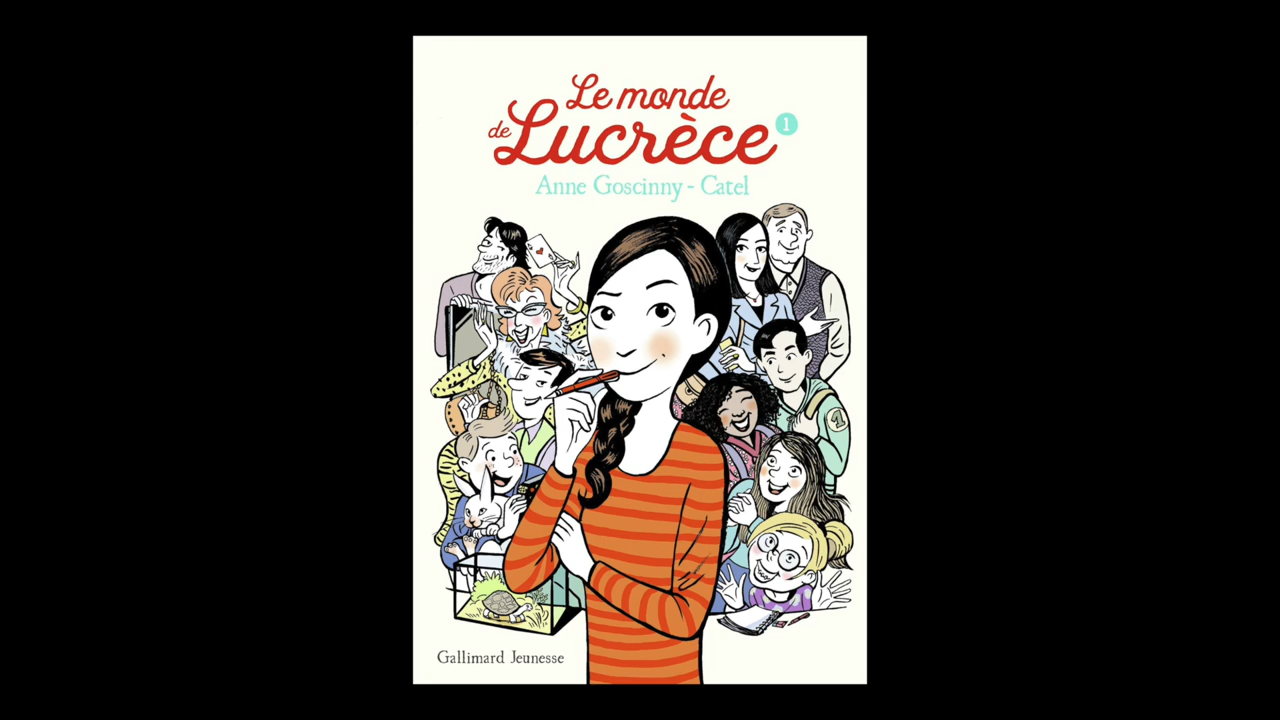 Le monde
de Lucrèce 1
Anne Goscinny - Catel
Gallimard Jeunesse